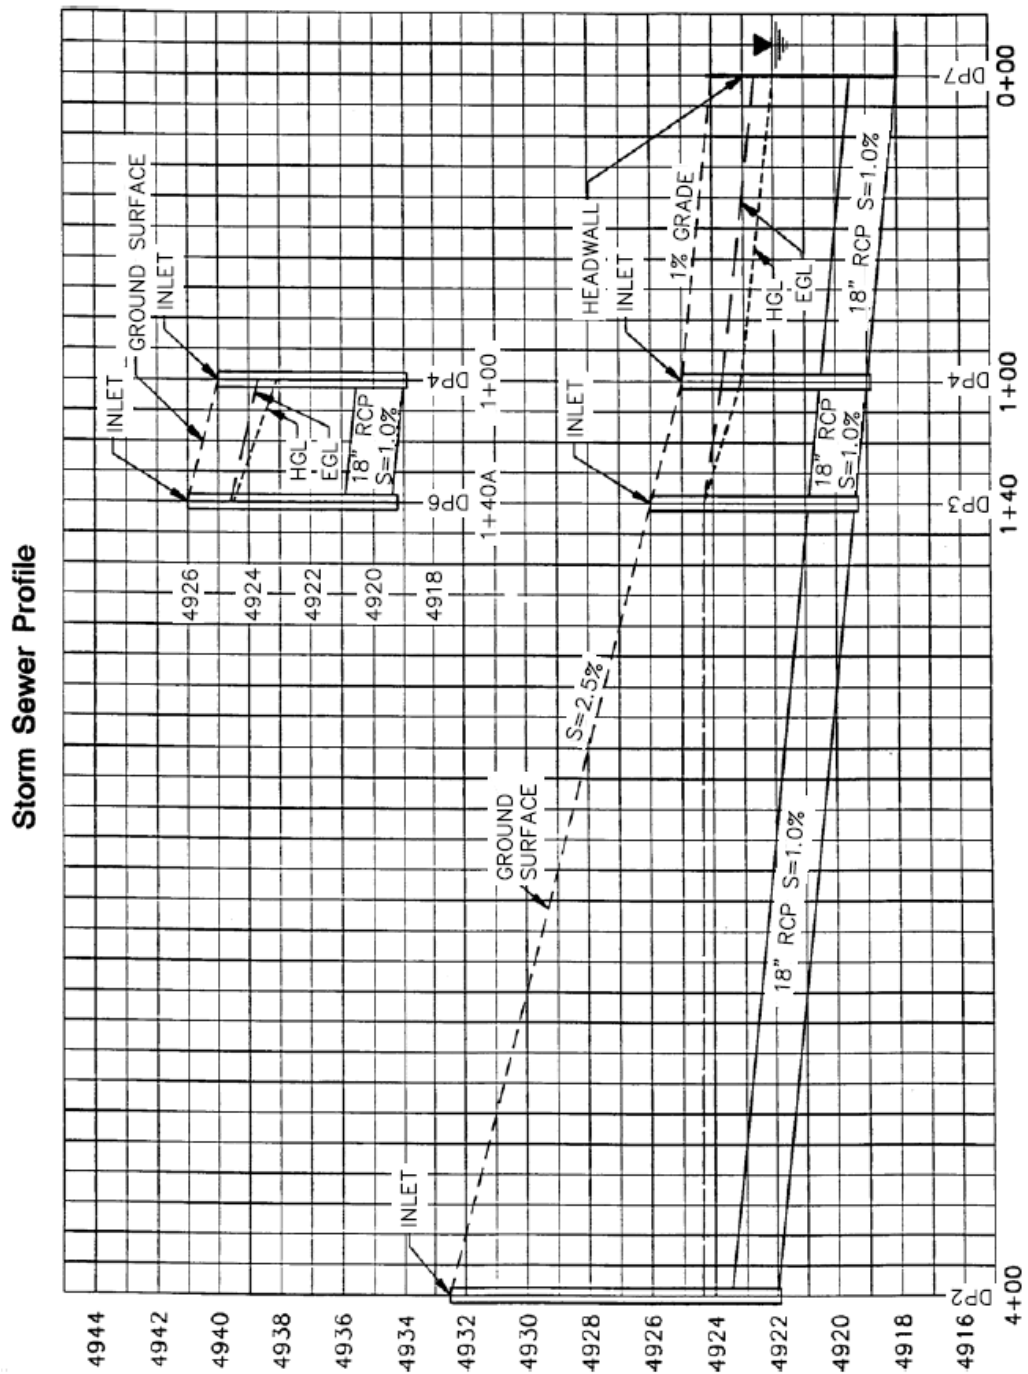 Storm Sewer Profile
4944
4942
4940
4938
4936
4934
4932
4930
4928
4926
4924
4922
4920
4918
4916
INLET
GROUND SURFACE
INLET
HGL
EGL
18" RCP
S=1.0%
DP6
1+40A
DP4
1+00
4926
4924
4922
4920
4918
INLET
GROUND
SURFACE
S=2.5%
INLET
INLET
HEADWALL
1% GRADE
HGL
EGL
18" RCP S=1.0%
18" RCP
S=1.0%
18" RCP S=1.0%
DP2
4+00
DP3
1+40
DP4
1+00
DP7
0+00